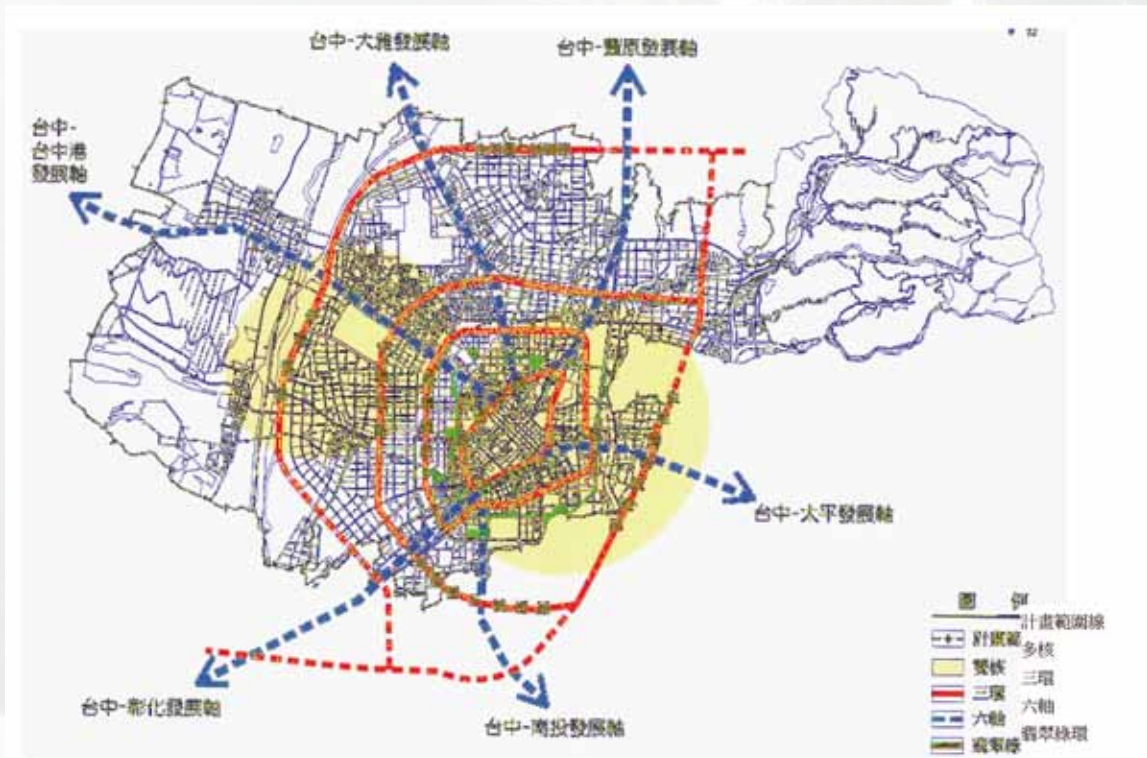 台中-大雅發展軸
台中-豐原發展軸
台中-
台中港
發展軸
台中-太平發展軸
台中-彰化發展軸
台中-南投發展軸
圖 例
計畫範圍線
計畫範
多核
雙核
三環
三環
六軸
六軸
翡翠綠環
翡翠綠